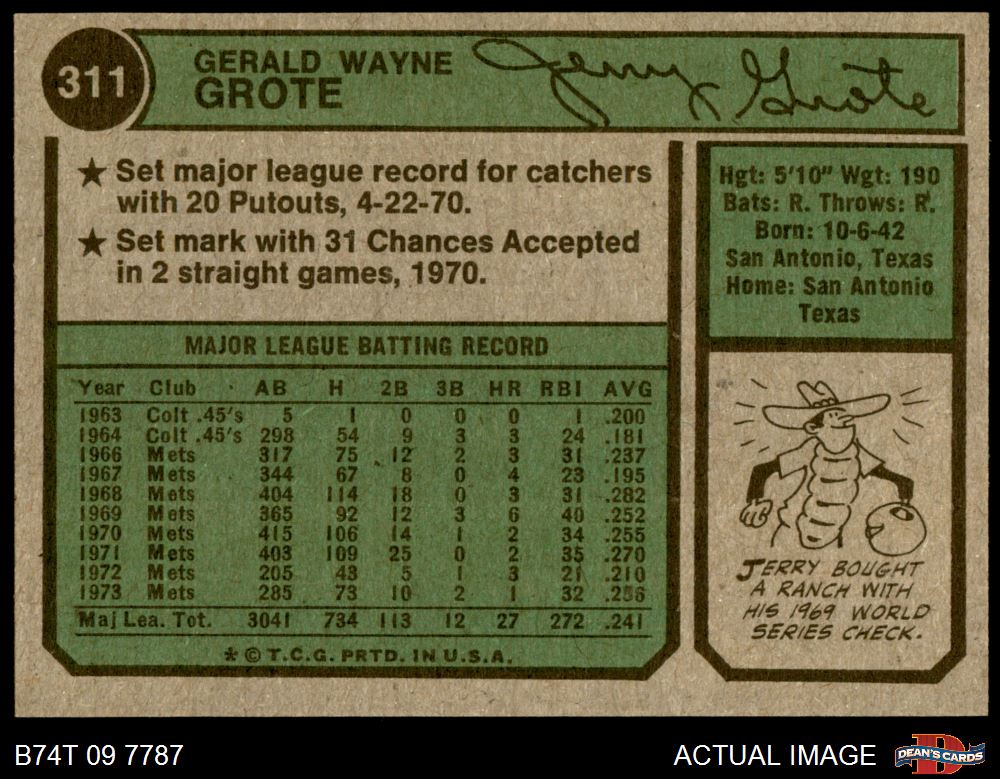 311
GERALD WAYNE
GROTE
Jerry Grote
★ Set major league record for catchers
with 20 Putouts, 4-22-70.
★ Set mark with 31 Chances Accepted
in 2 straight games, 1970.
MAJOR LEAGUE BATTING RECORD
Year Club AB H 2B 3B HR RBI AVG
1963 Colt .45's 5 1 0 0 0 1 .200
1964 Colt .45's 298 54 9 3 3 24 .181
1966 Mets 317 75 12 2 3 31 .237
1967 Mets 344 67 8 0 4 23 .195
1968 Mets 404 114 18 0 3 31 .282
1969 Mets 365 92 12 3 6 40 .252
1970 Mets 415 106 14 1 2 34 .255
1971 Mets 403 109 25 0 2 35 .270
1972 Mets 205 43 5 1 3 21 .210
1973 Mets 285 73 10 2 1 32 .256
Maj Lea. Tot. 3041 734 113 12 27 272 .241
* © T.C.G. PRTD. IN U.S.A.
Hgt: 5'10" Wgt: 190
Bats: R. Throws: R.
Born: 10-6-42
San Antonio, Texas
Home: San Antonio
Texas
JERRY BOUGHT
A RANCH WITH
HIS 1969 WORLD
SERIES CHECK.
B74T 09 7787
ACTUAL IMAGE
D
DEAN'S CARDS